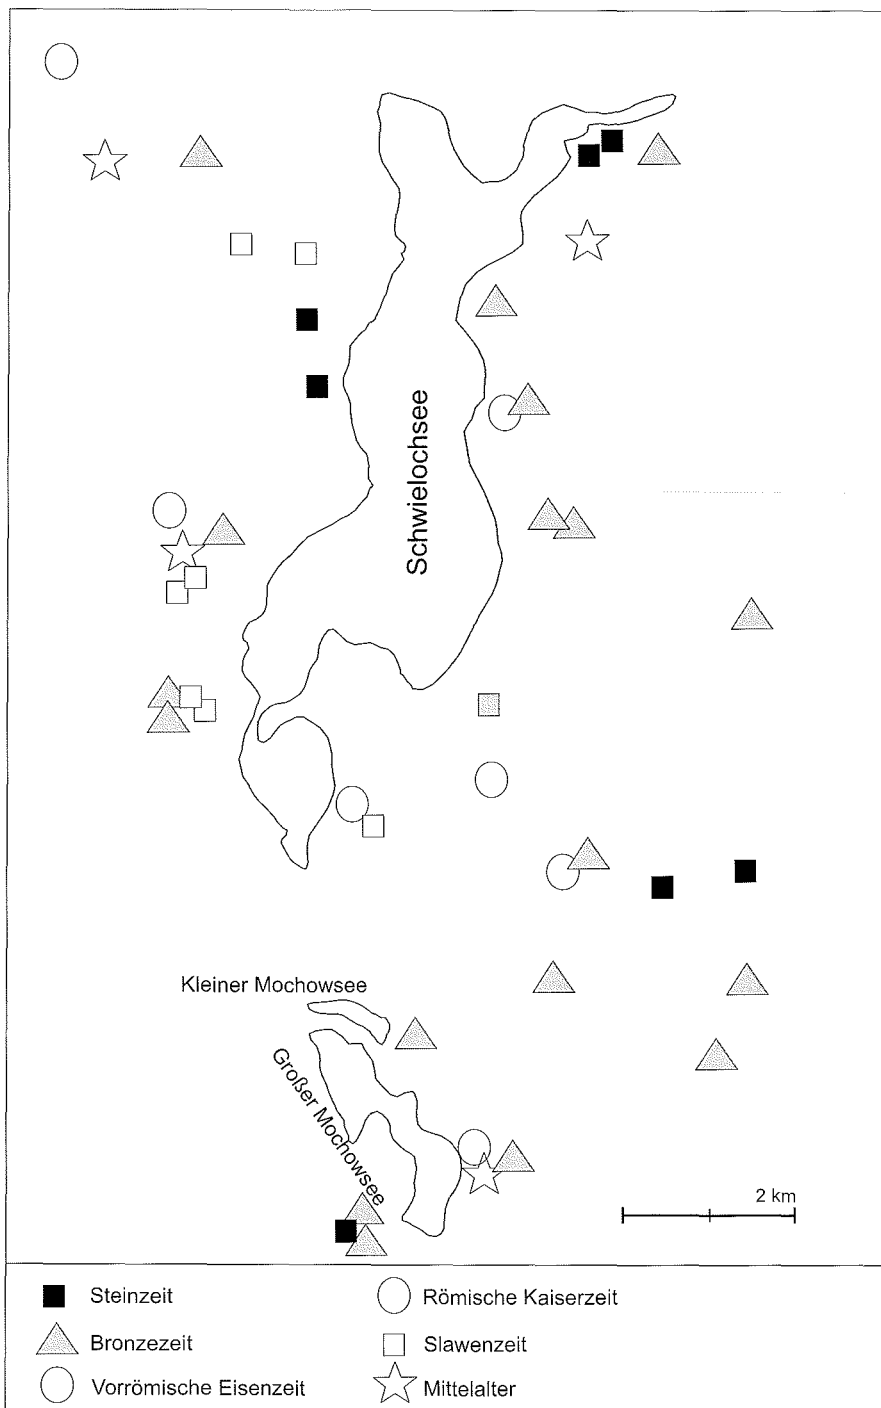 Schwielochsee
Kleiner Mochowsee
Großer Mochowsee
2 km
Steinzeit
Bronzezeit
Vorrömische Eisenzeit
Römische Kaiserzeit
Slawenzeit
Mittelalter